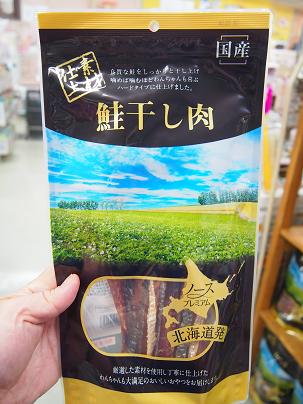 素材
仕上
国産
良質な鮭をしっかりと干し上げ
噛めば噛むほどわんちゃんも喜ぶ
ハードタイプに仕上げました。
鮭干し肉
ノース
プレミアム
北海道発
厳選した素材を使用し丁寧に仕上げた
わんちゃんも大満足のおいしいおやつをお届けします。